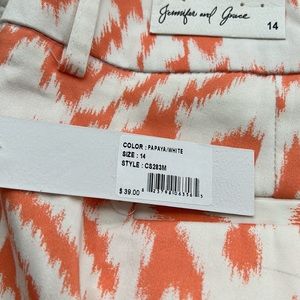 Jennifer and Grace
14
COLOR : PAPAYA/WHITE
SIZE : 14
STYLE : CS283M
$ 39.00